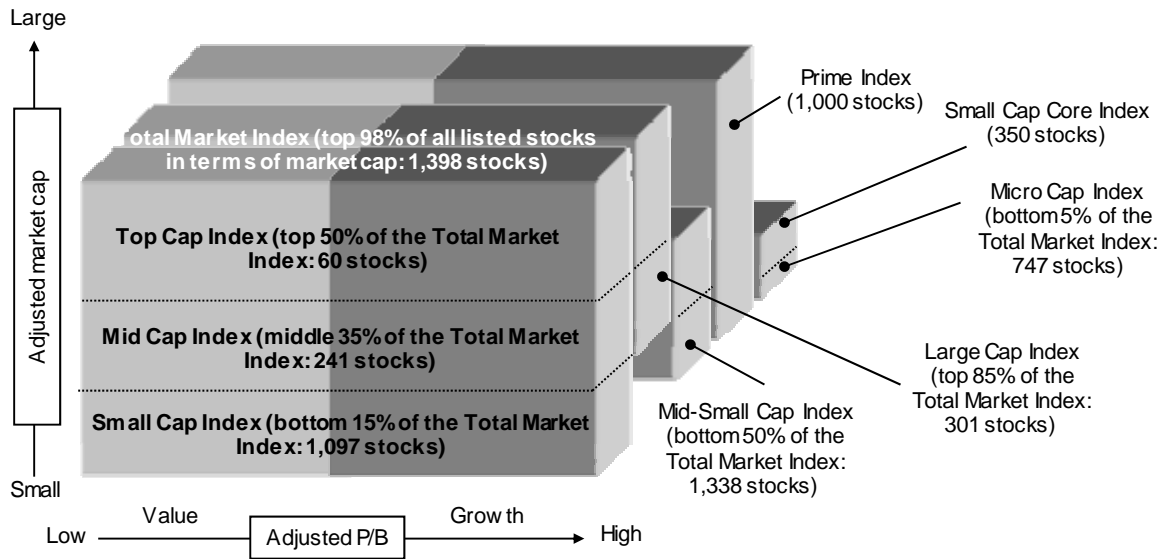 Large
Adjusted market cap
Small
Total Market Index (top 98% of all listed stocks
in terms of market cap: 1,398 stocks)
Top Cap Index (top 50% of the Total Market
Index: 60 stocks)
Mid Cap Index (middle 35% of the Total Market
Index: 241 stocks)
Small Cap Index (bottom 15% of the Total Market
Index: 1,097 stocks)
Prime Index
(1,000 stocks)
Small Cap Core Index
(350 stocks)
Micro Cap Index
(bottom 5% of the
Total Market Index:
747 stocks)
Large Cap Index
(top 85% of the
Total Market Index:
301 stocks)
Mid-Small Cap Index
(bottom 50% of the
Total Market Index:
1,338 stocks)
Low
Value
Adjusted P/B
Growth
High